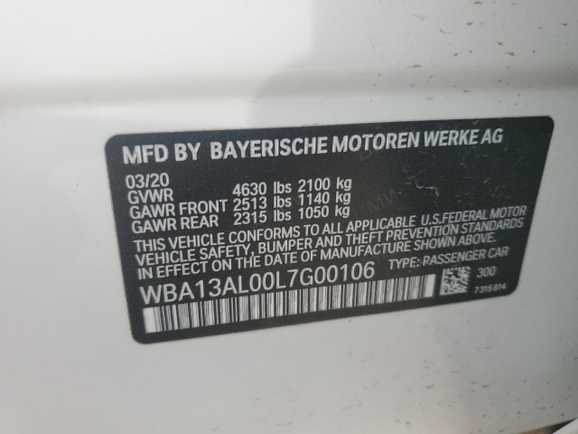 MFD BY BAYERISCHE MOTOREN WERKE AG
03/20
GVWR 4630 lbs 2100 kg
GAWR FRONT 2513 lbs 1140 kg
GAWR REAR 2315 lbs 1050 kg
THIS VEHICLE CONFORMS TO ALL APPLICABLE U.S.FEDERAL MOTOR
VEHICLE SAFETY, BUMPER AND THEFT PREVENTION STANDARDS
IN EFFECT ON THE DATE OF MANUFACTURE SHOWN ABOVE.
WBA13AL00L7G00106 TYPE: PASSENGER CAR
300
7315814